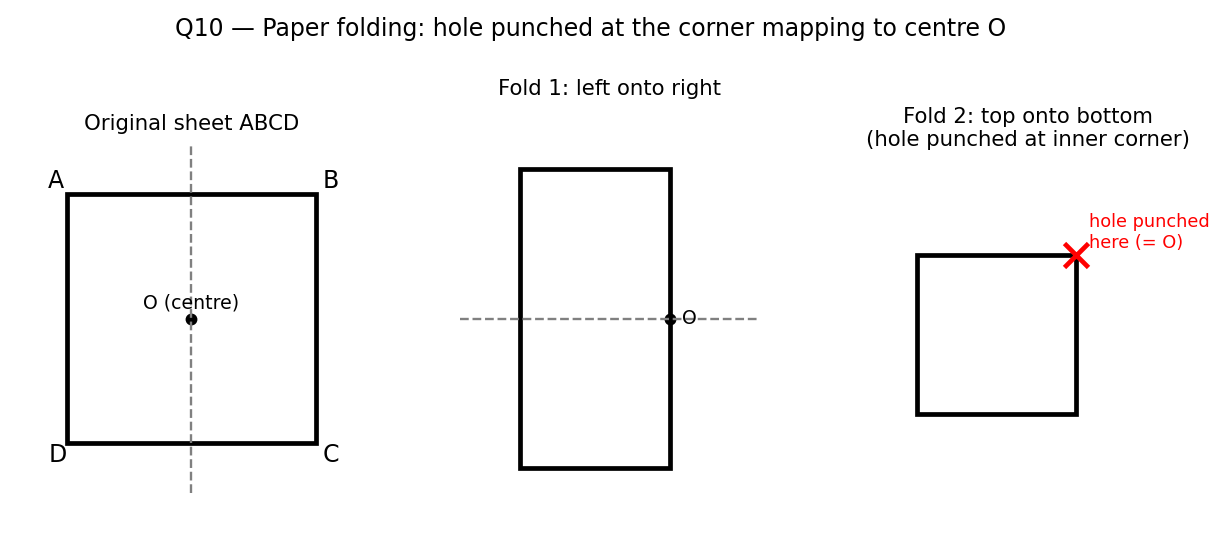 Q10 — Paper folding: hole punched at the corner mapping to centre O
Original sheet ABCD
A
B
O (centre)
D
C
Fold 1: left onto right
O
Fold 2: top onto bottom
(hole punched at inner corner)
hole punched
here (= O)